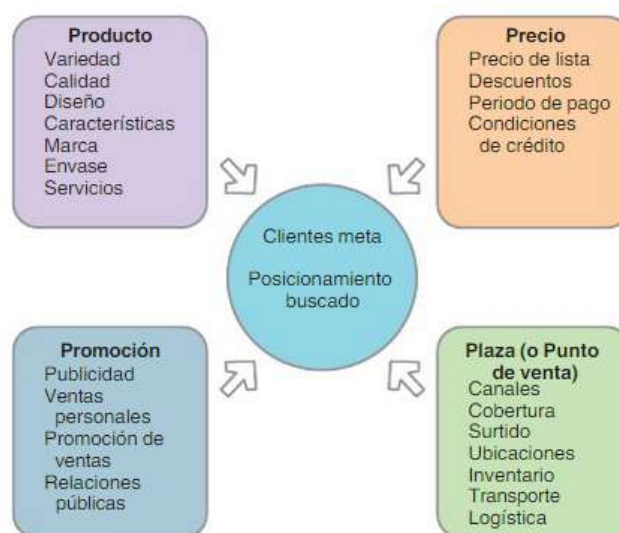 Producto
Variedad
Calidad
Diseño
Características
Marca
Envase
Servicios
Precio
Precio de lista
Descuentos
Periodo de pago
Condiciones
de crédito
Clientes meta
Posicionamiento
buscado
Promoción
Publicidad
Ventas
personales
Promoción de
ventas
Relaciones
públicas
Plaza (o Punto
de venta)
Canales
Cobertura
Surtido
Ubicaciones
Inventario
Transporte
Logística